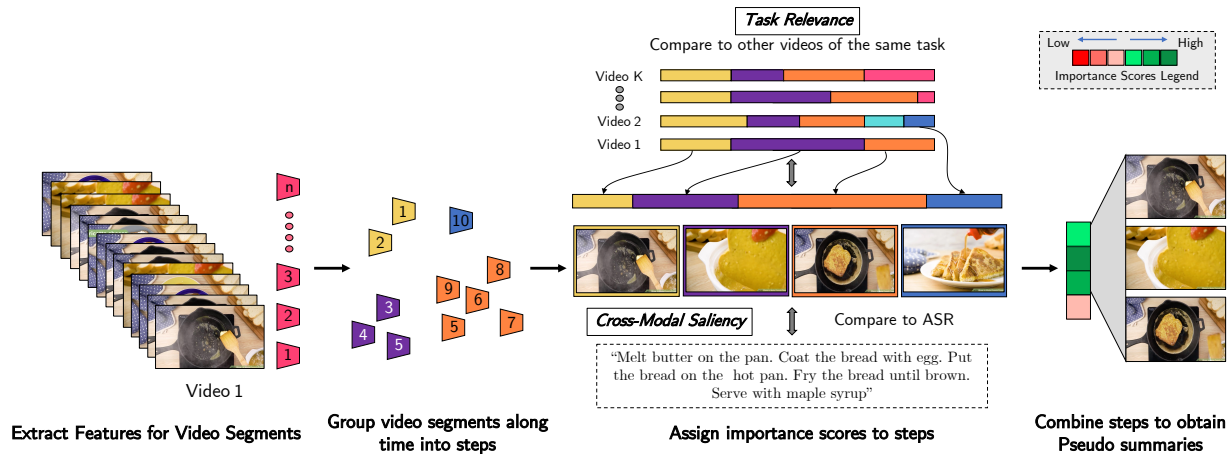 Task Relevance
Compare to other videos of the same task
Low
High
Importance Scores Legend
Video K
Video 2
Video 1
n
3
2
1
Video 1
1
2
10
3
4
5
8
9
6
5
7
Cross-Modal Saliency
Compare to ASR
“Melt butter on the pan. Coat the bread with egg. Put
the bread on the hot pan. Fry the bread until brown.
Serve with maple syrup”
Extract Features for Video Segments
Group video segments along
time into steps
Assign importance scores to steps
Combine steps to obtain
Pseudo summaries